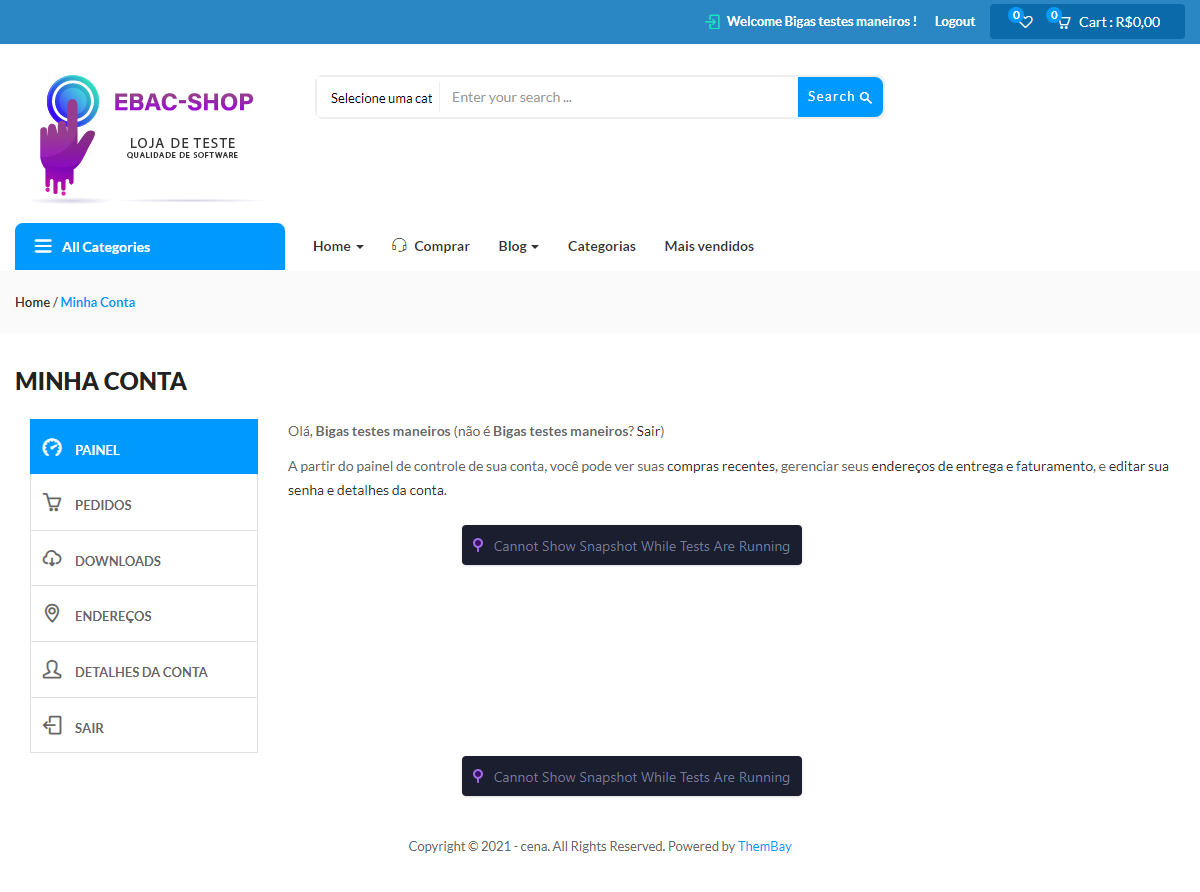 Welcome Bigas testes maneiros !
Logout
0
0
Cart : R$0,00
EBAC-SHOP
LOJA DE TESTE
QUALIDADE DE SOFTWARE
Selecione uma cat
Enter your search ...
Search
All Categories
Home
Comprar
Blog
Categorias
Mais vendidos
Home / Minha Conta
MINHA CONTA
PAINEL
PEDIDOS
DOWNLOADS
ENDEREÇOS
DETALHES DA CONTA
SAIR
Olá, Bigas testes maneiros (não é Bigas testes maneiros? Sair)
A partir do painel de controle de sua conta, você pode ver suas compras recentes, gerenciar seus endereços de entrega e faturamento, e editar sua
senha e detalhes da conta.
Cannot Show Snapshot While Tests Are Running
Cannot Show Snapshot While Tests Are Running
Copyright © 2021 - cena. All Rights Reserved. Powered by ThemBay